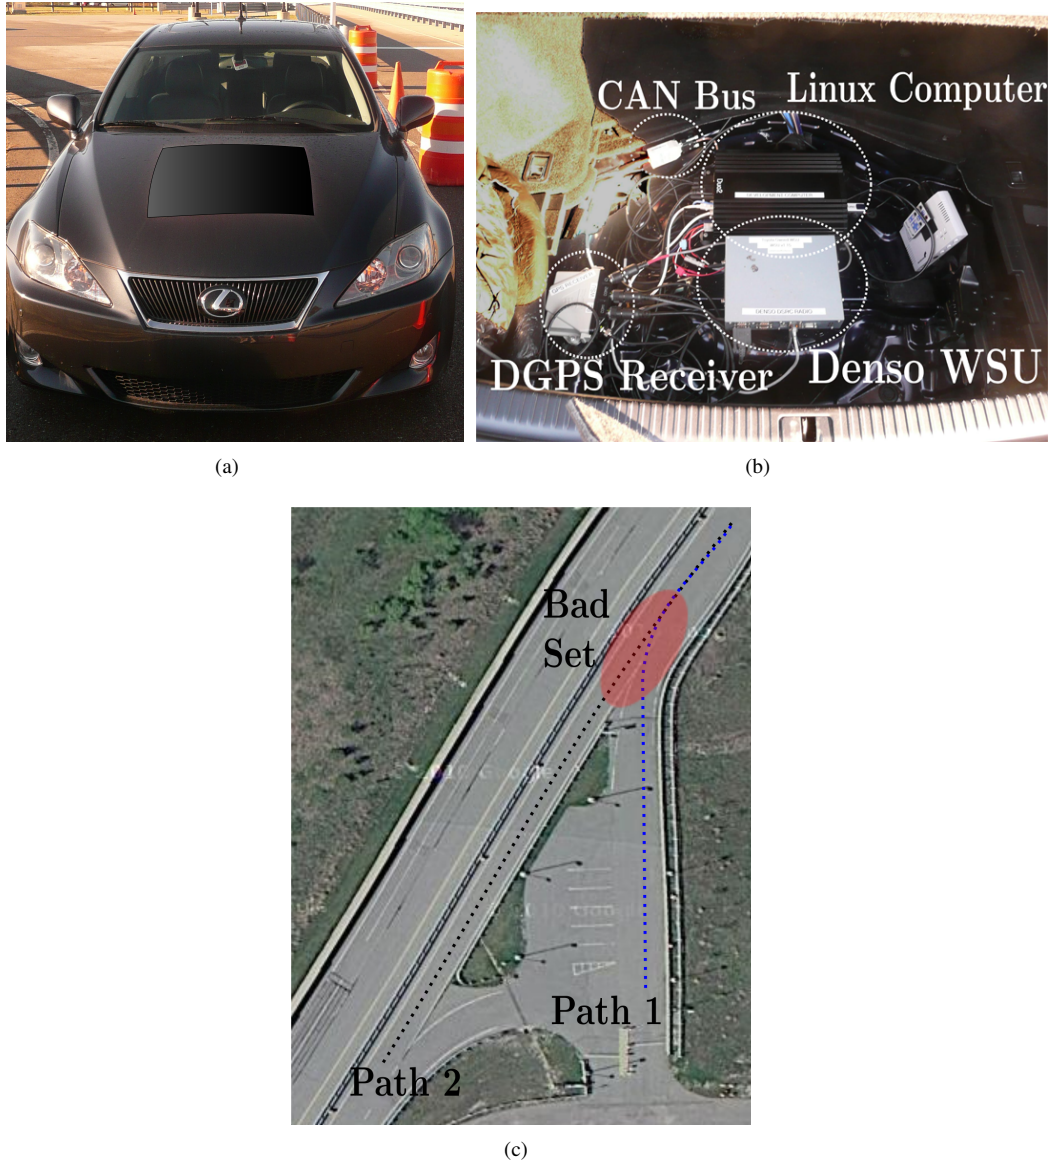 CAN Bus
Linux Computer
DGPS Receiver
Denso WSU
(a)
(b)
Bad
Set
Path 1
Path 2
(c)